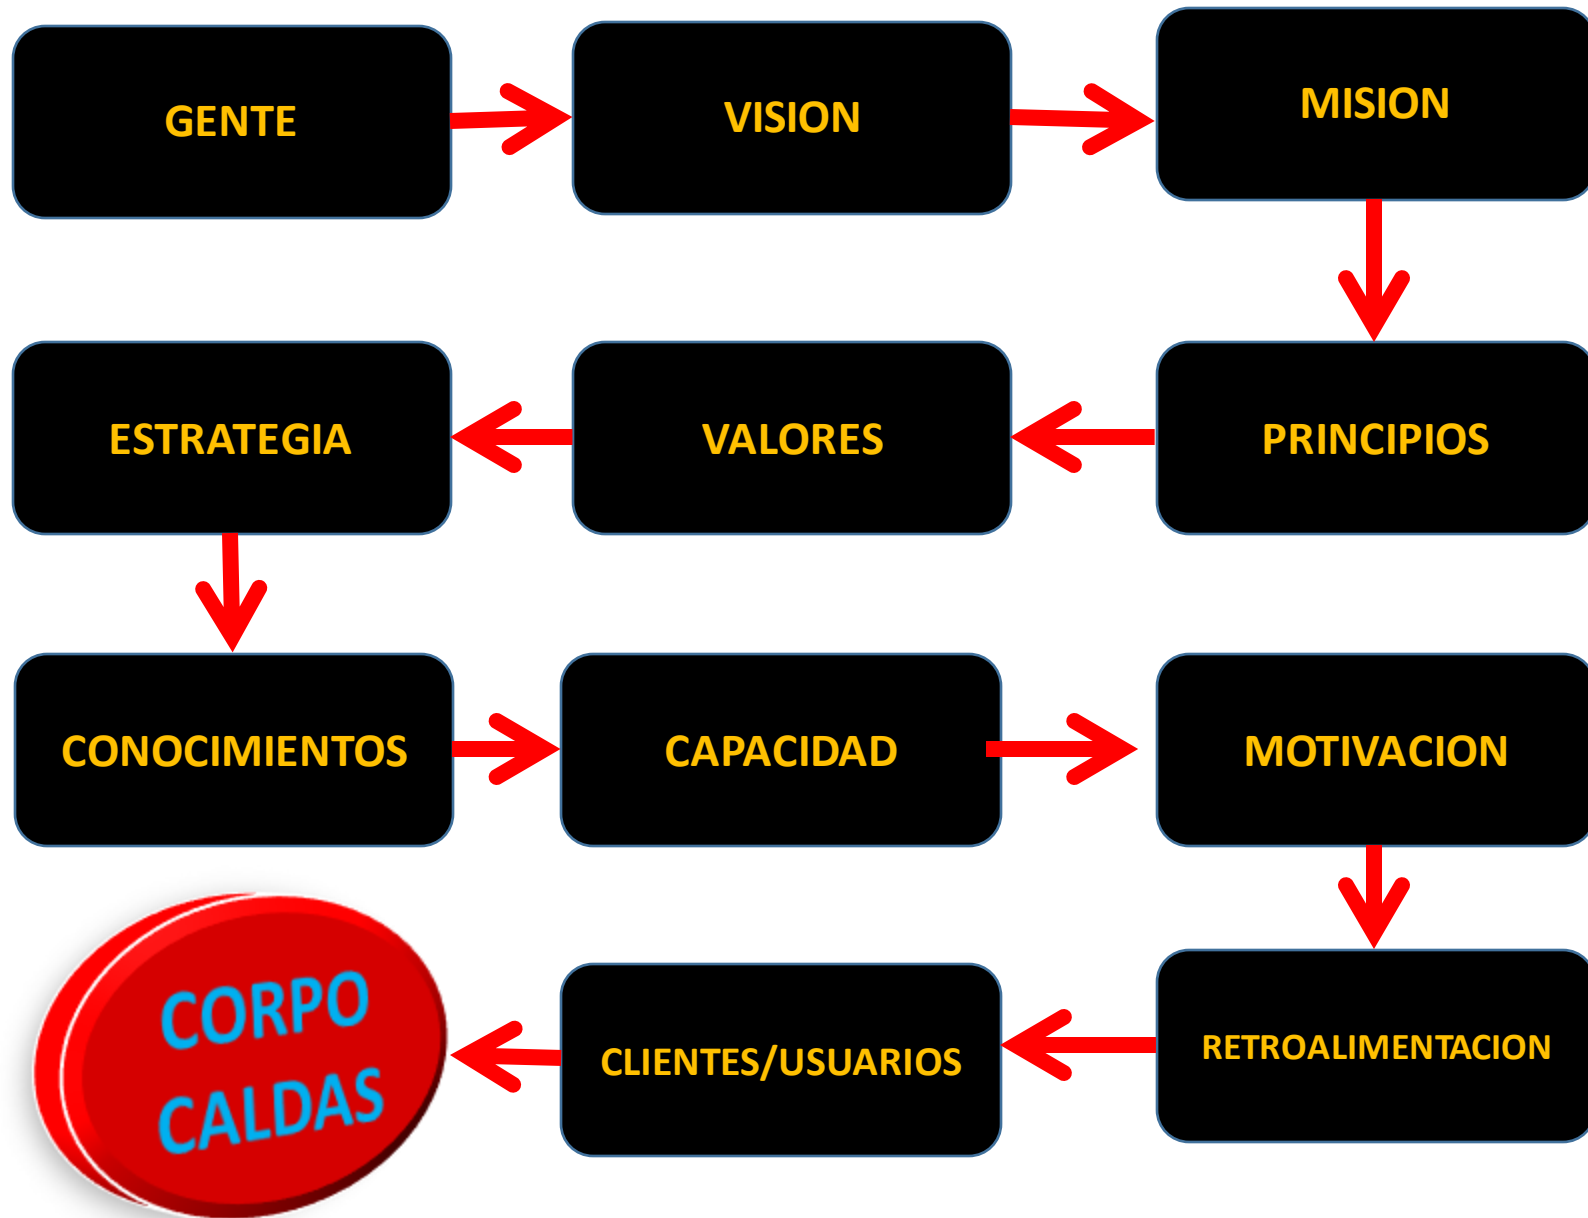 GENTE
VISION
MISION
PRINCIPIOS
VALORES
ESTRATEGIA
CONOCIMIENTOS
CAPACIDAD
MOTIVACION
RETROALIMENTACION
CLIENTES/USUARIOS
CORPO
CALDAS